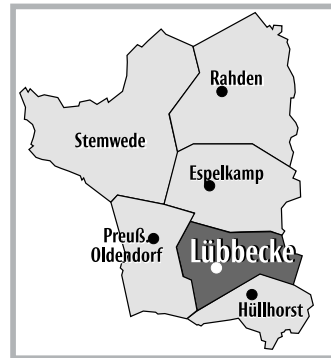 Rahden
Stemwede
Espelkamp
Preuß.
Oldendorf
Lübbecke
Hüllhorst